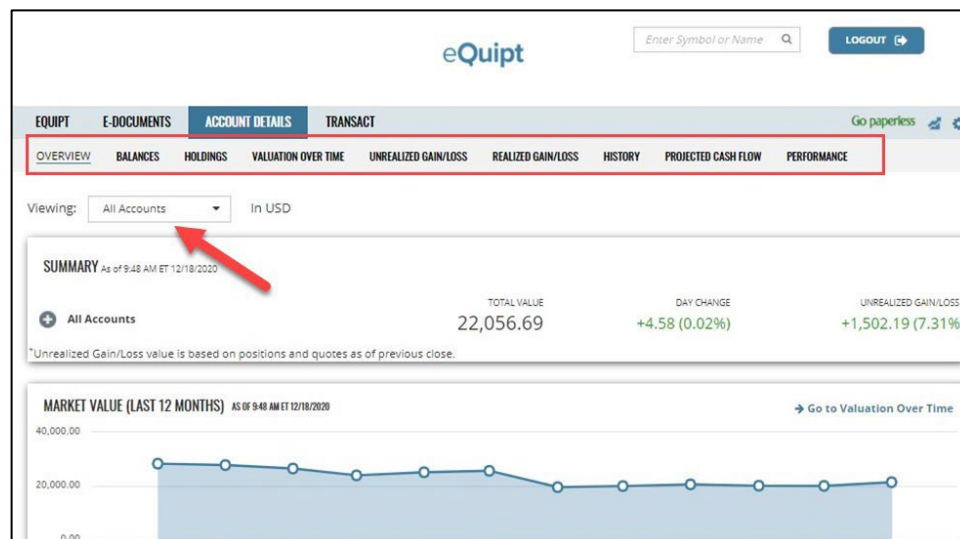 eQuipt
Enter Symbol or Name
LOGOUT
EQUIPT E-DOCUMENTS ACCOUNT DETAILS TRANSACT Go paperless
OVERVIEW BALANCES HOLDINGS VALUATION OVER TIME UNREALIZED GAIN/LOSS REALIZED GAIN/LOSS HISTORY PROJECTED CASH FLOW PERFORMANCE
Viewing: All Accounts In USD
SUMMARY As of 9:48 AM ET 12/18/2020
TOTAL VALUE DAY CHANGE UNREALIZED GAIN/LOSS
All Accounts 22,056.69 +4.58 (0.02%) +1,502.19 (7.31%
*Unrealized Gain/Loss value is based on positions and quotes as of previous close.
MARKET VALUE (LAST 12 MONTHS) AS OF 9:48 AM ET 12/18/2020 Go to Valuation Over Time
40,000.00
20,000.00
0.00